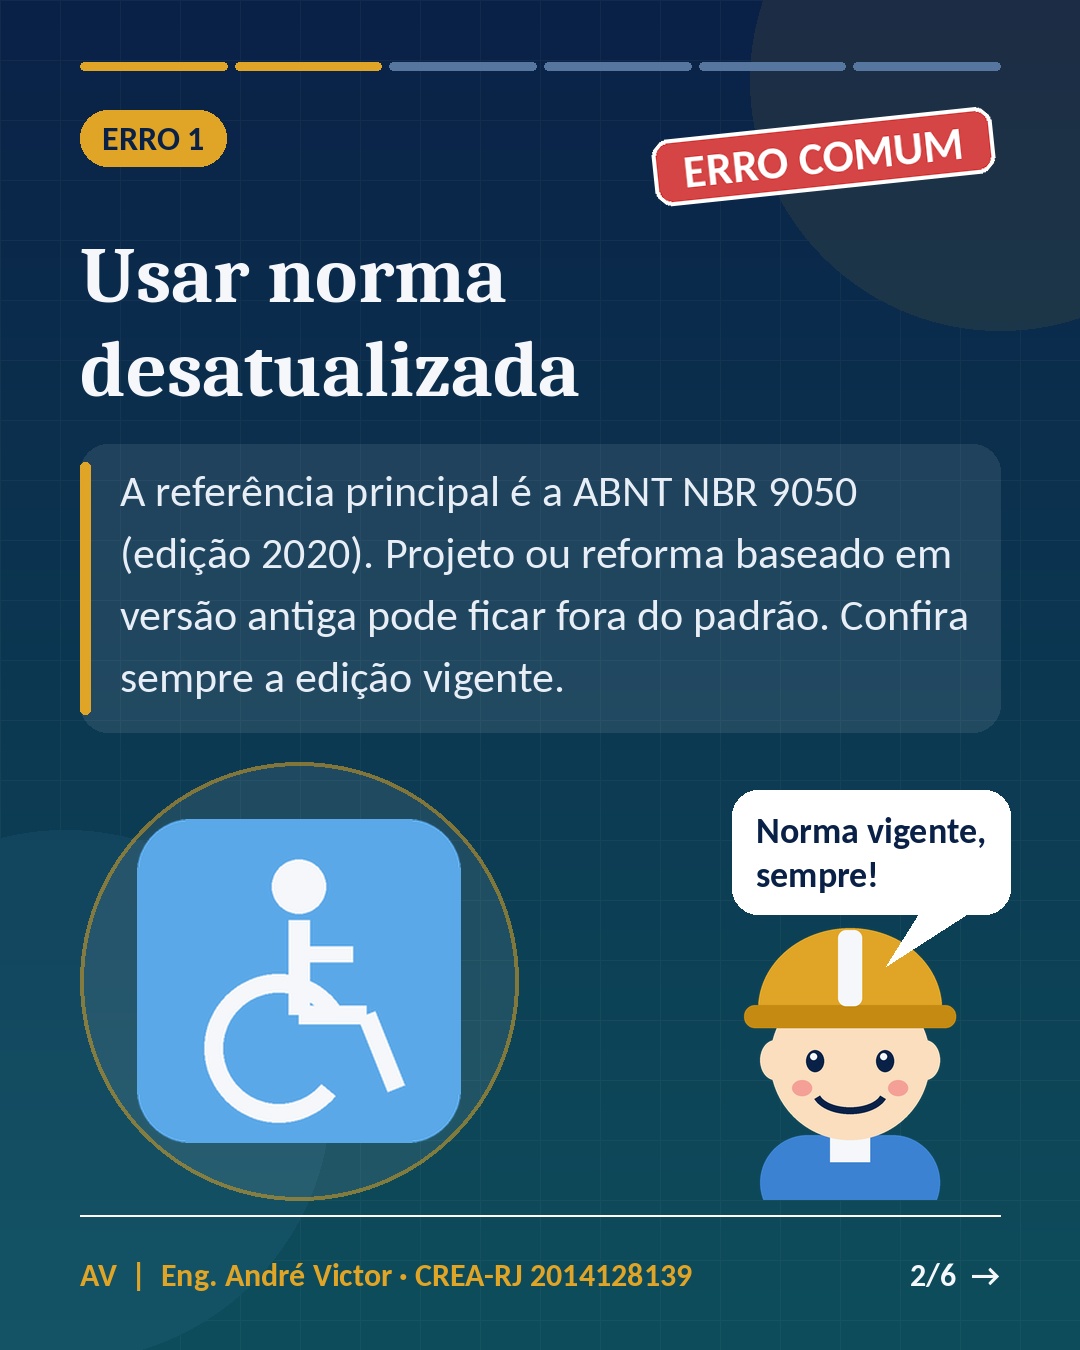 ERRO 1
ERRO COMUM
Usar norma
desatualizada
A referência principal é a ABNT NBR 9050
(edição 2020). Projeto ou reforma baseado em
versão antiga pode ficar fora do padrão. Confira
sempre a edição vigente.
Norma vigente,
sempre!
AV | Eng. André Victor · CREA-RJ 2014128139
2/6 →